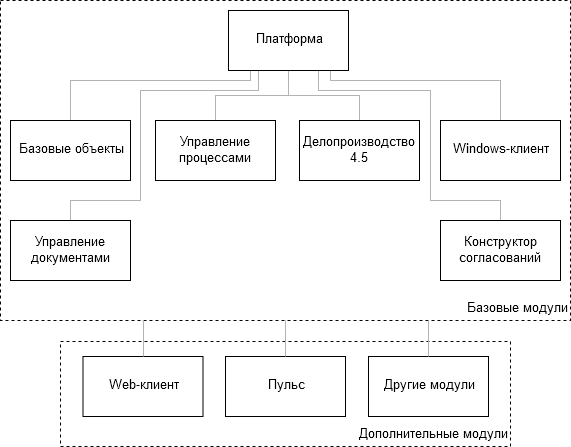 Платформа
Базовые объекты
Управление
процессами
Делопроизводство
4.5
Windows-клиент
Управление
документами
Конструктор
согласований
Базовые модули
Web-клиент
Пульс
Другие модули
Дополнительные модули